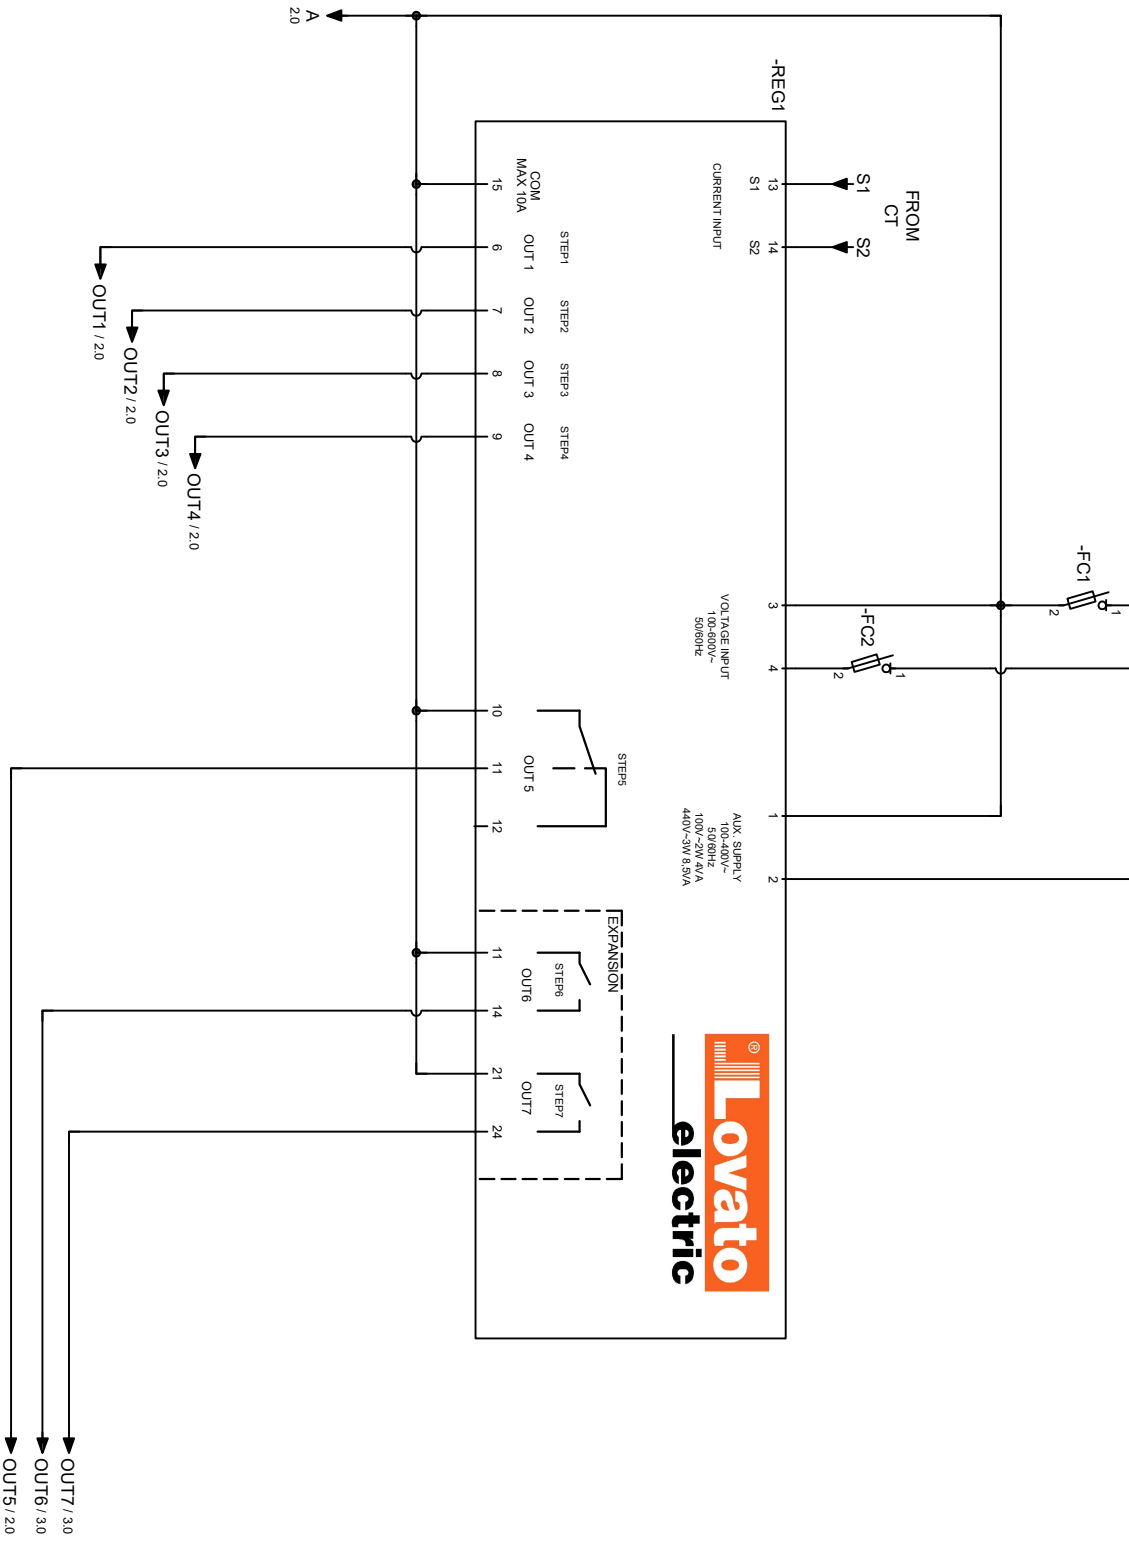 -FC1
1
2
-FC2
1
2
FROM
CT
S1
S2
-REG1
13
14
3
4
1
2
S1
S2
CURRENT INPUT
VOLTAGE INPUT
100-600V~
50/60Hz
AUX. SUPPLY
100-400V~
50/60Hz
100V~2W 4VA
440V~3W 8,5VA
Lovato
®
electric
EXPANSION
STEP1
STEP2
STEP3
STEP4
STEP5
STEP6
STEP7
COM
MAX 10A
OUT 1
OUT 2
OUT 3
OUT 4
OUT 5
OUT6
OUT7
15
6
7
8
9
10
11
12
11
14
21
24
A
2.0
OUT4 / 2.0
OUT3 / 2.0
OUT2 / 2.0
OUT1 / 2.0
OUT7 / 3.0
OUT6 / 3.0
OUT5 / 2.0